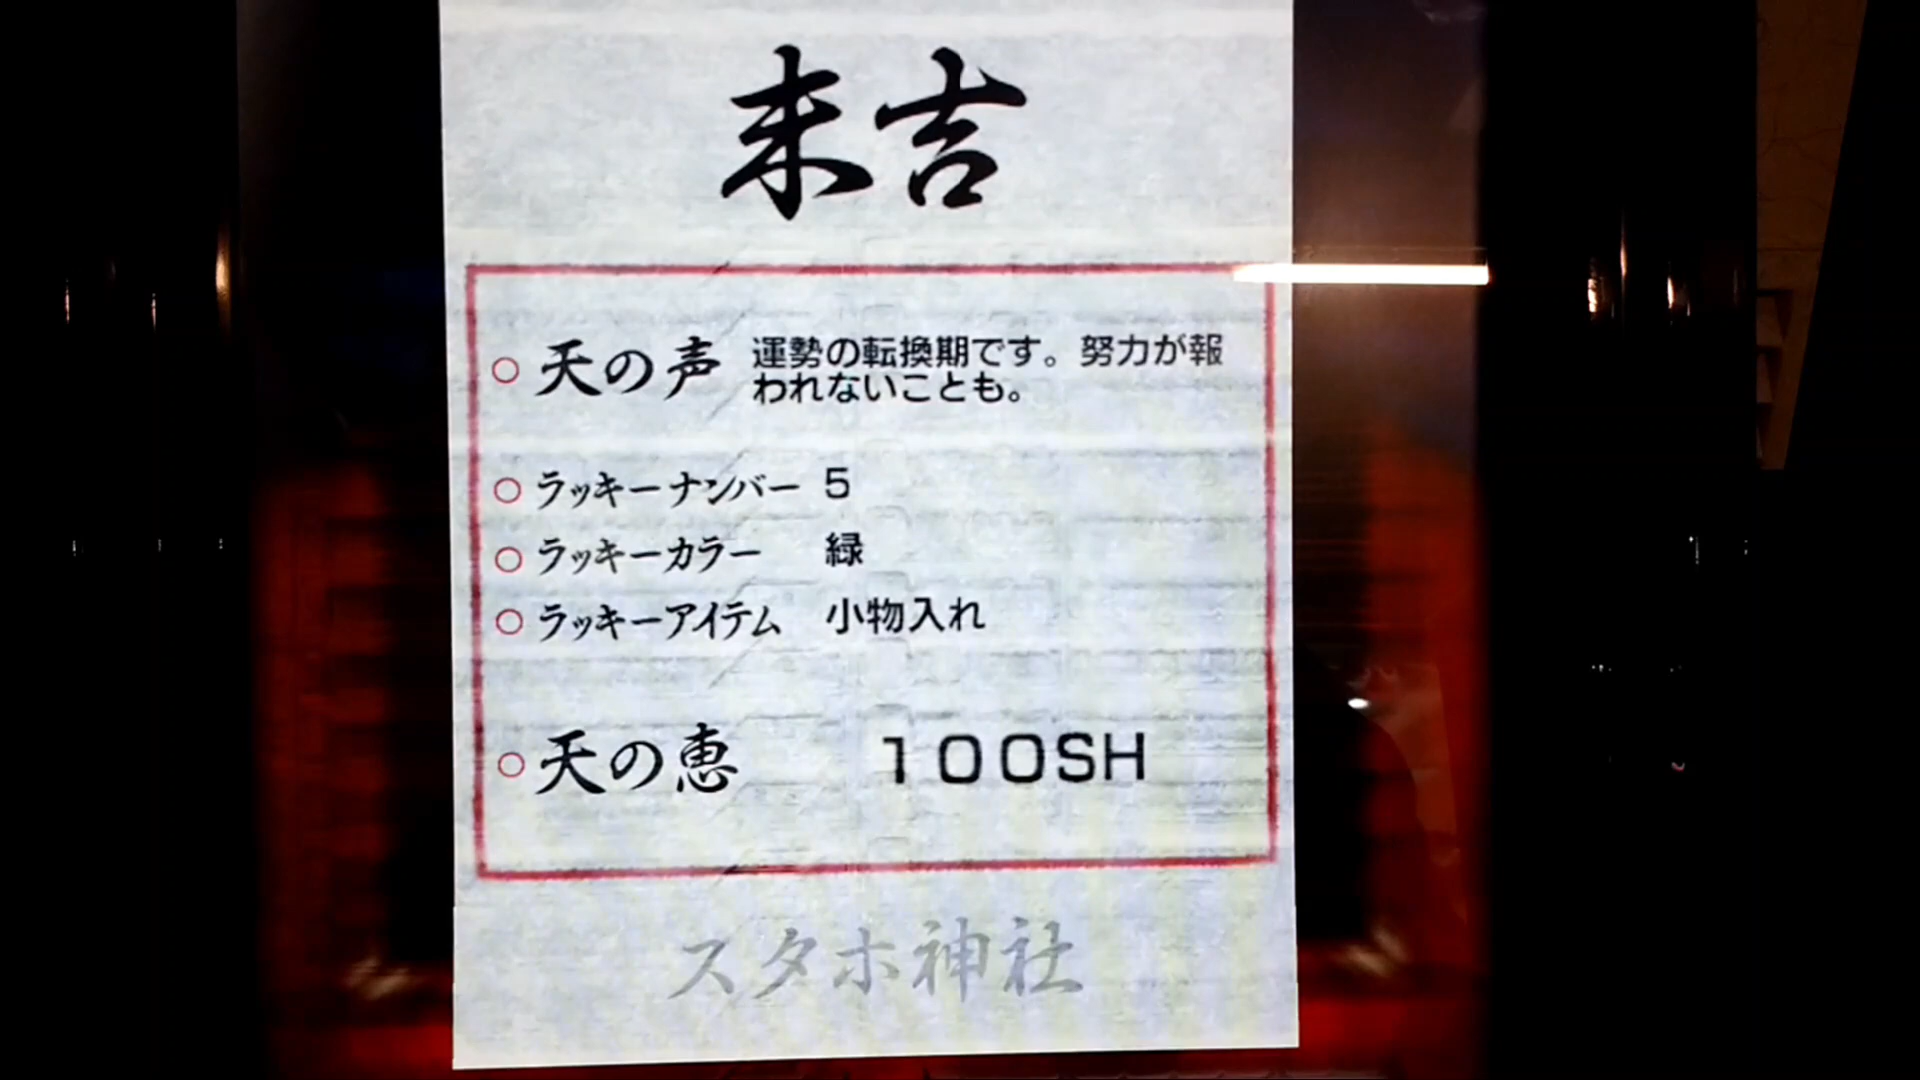 末吉
○ 天の声 運勢の転換期です。努力が報
われないことも。
○ ラッキーナンバー 5
○ ラッキーカラー 緑
○ ラッキーアイテム 小物入れ
○ 天の恵 100SH
スタホ神社